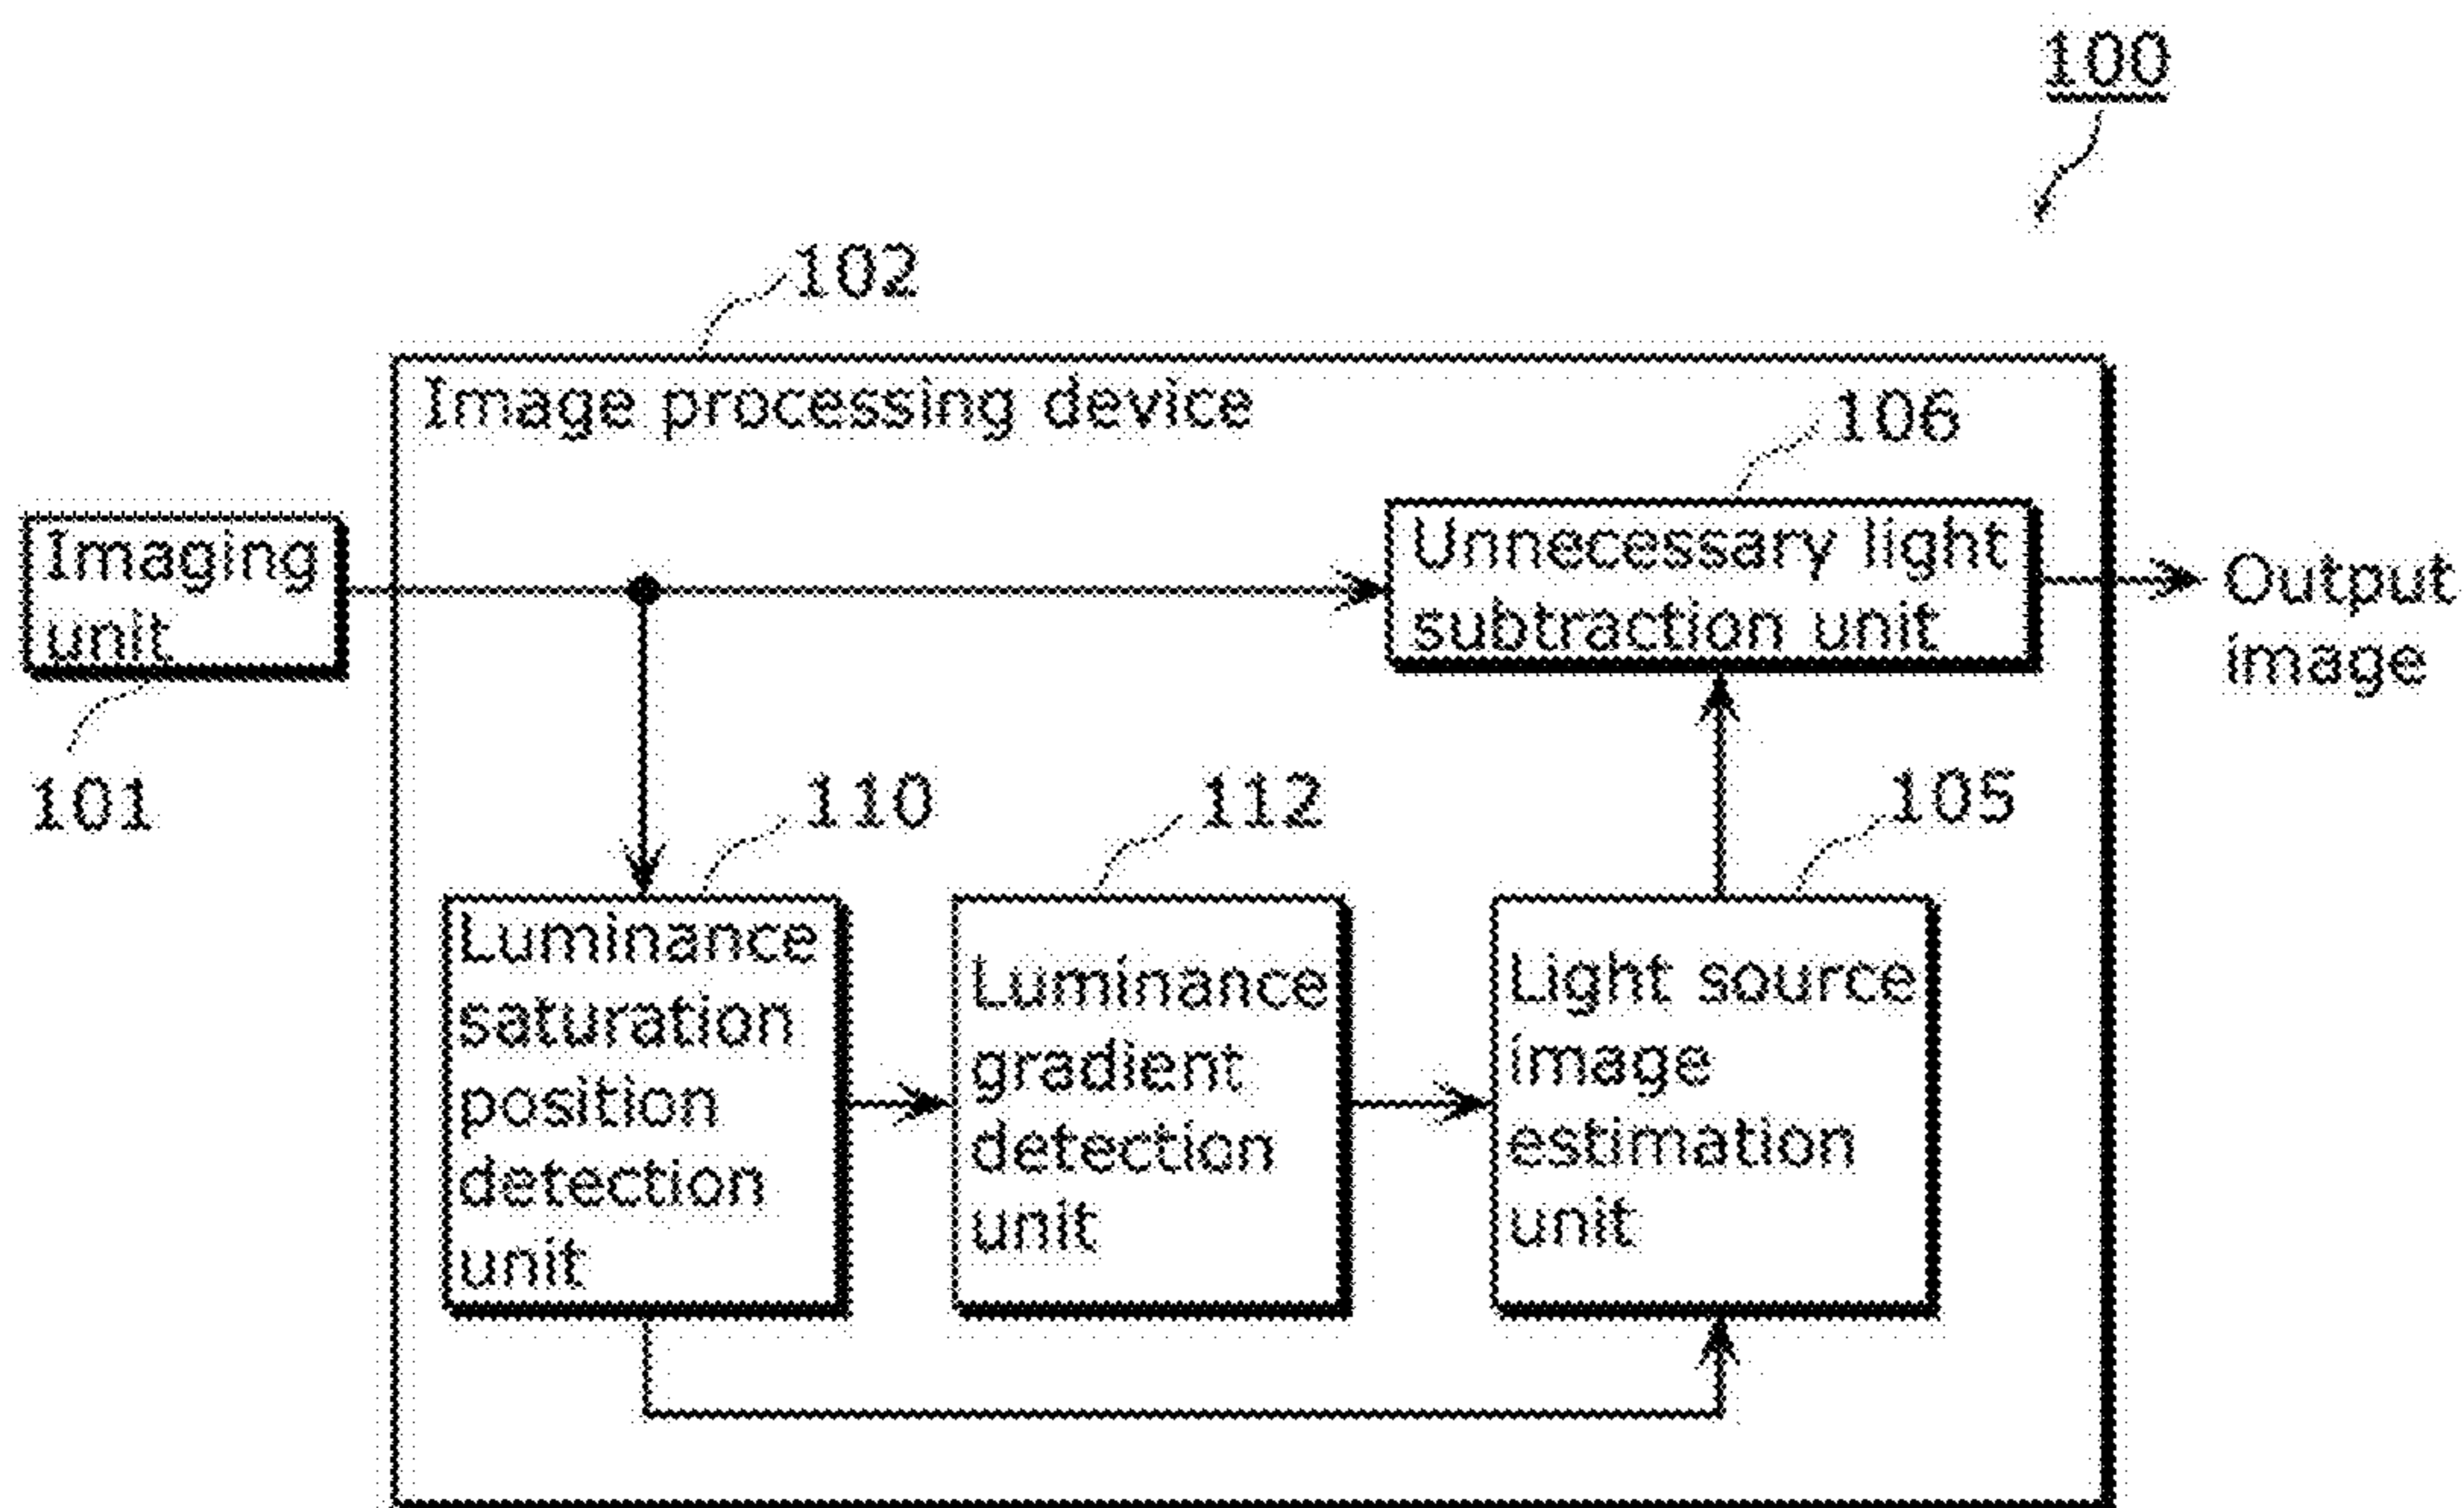 100
102
Image processing device
106
Imaging
unit
Unnecessary light
subtraction unit
Output
image
101
110
112
105
Luminance
saturation
position
detection
unit
Luminance
gradient
detection
unit
Light source
image
estimation
unit